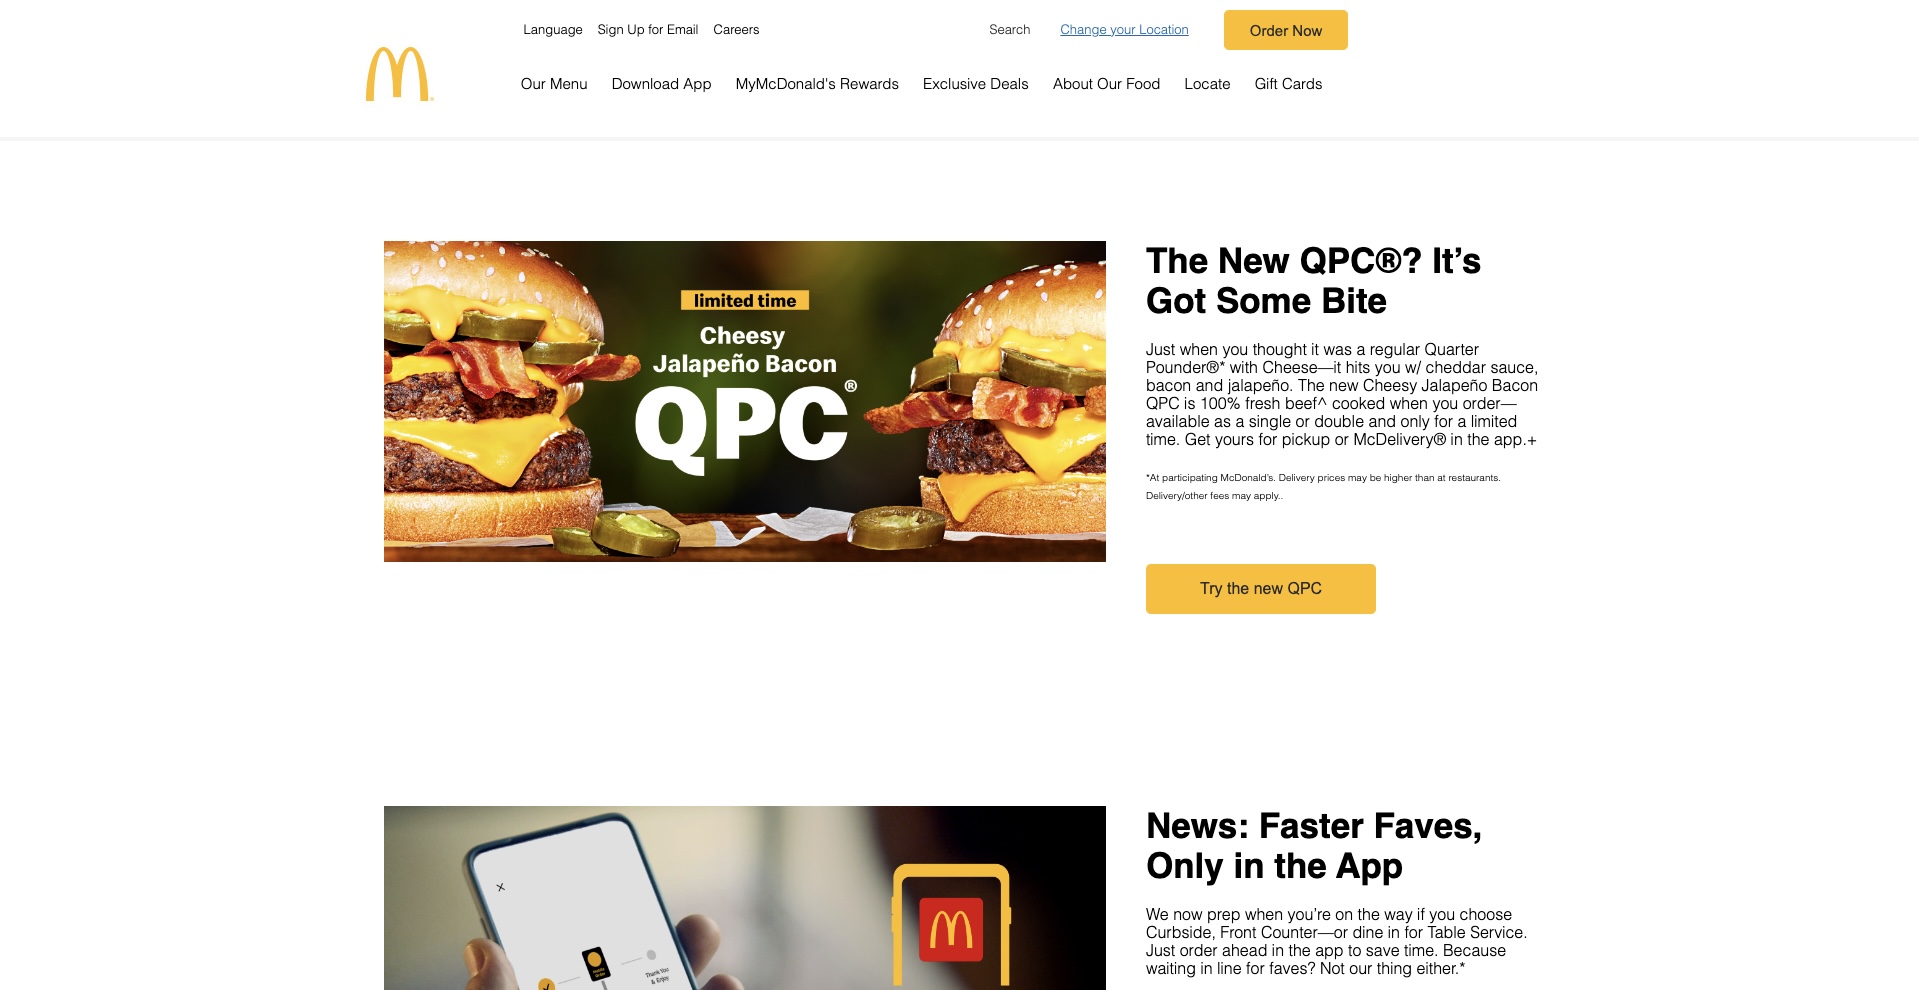 Language Sign Up for Email Careers Search Change your Location Order Now
Our Menu Download App MyMcDonald's Rewards Exclusive Deals About Our Food Locate Gift Cards
limited time
Cheesy
Jalapeño Bacon
QPC®
The New QPC®? It’s
Got Some Bite
Just when you thought it was a regular Quarter
Pounder®* with Cheese—it hits you w/ cheddar sauce,
bacon and jalapeño. The new Cheesy Jalapeño Bacon
QPC is 100% fresh beef^ cooked when you order—
available as a single or double and only for a limited
time. Get yours for pickup or McDelivery® in the app.+
*At participating McDonald's. Delivery prices may be higher than at restaurants.
Delivery/other fees may apply..
Try the new QPC
Thank You
& Enjoy
News: Faster Faves,
Only in the App
We now prep when you’re on the way if you choose
Curbside, Front Counter—or dine in for Table Service.
Just order ahead in the app to save time. Because
waiting in line for faves? Not our thing either.*